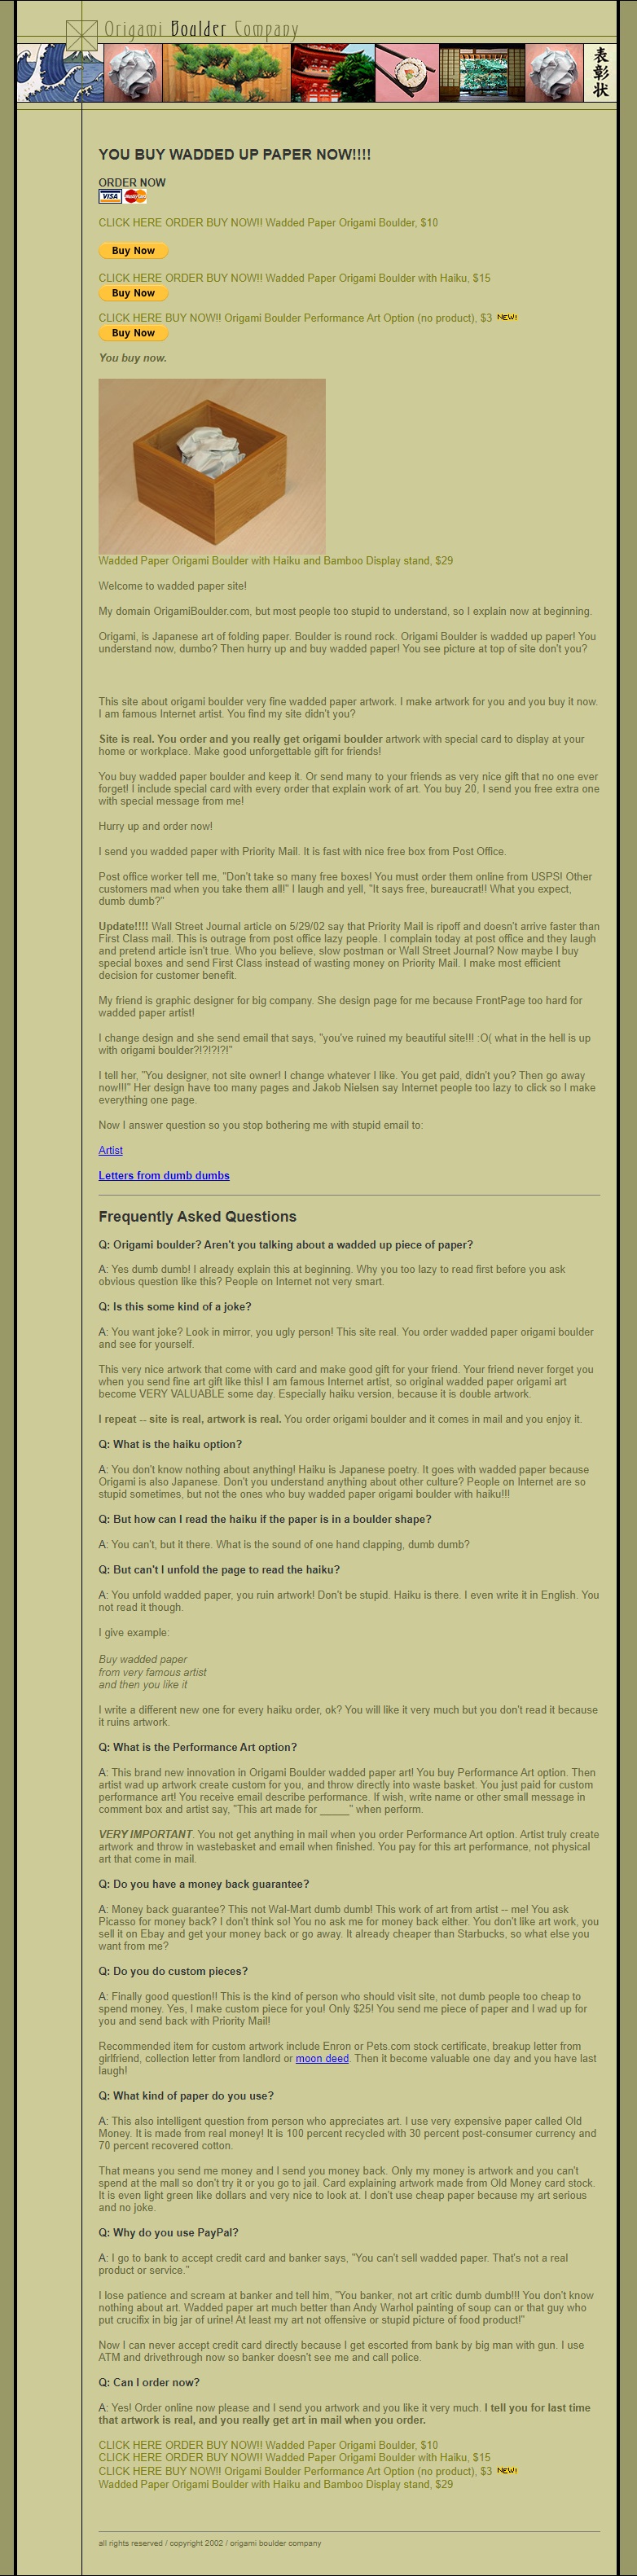 Origami Boulder Company
表
彰
状
YOU BUY WADDED UP PAPER NOW!!!!
ORDER NOW
VISA MasterCard
CLICK HERE ORDER BUY NOW!! Wadded Paper Origami Boulder, $10
Buy Now
CLICK HERE ORDER BUY NOW!! Wadded Paper Origami Boulder with Haiku, $15
Buy Now
CLICK HERE BUY NOW!! Origami Boulder Performance Art Option (no product), $3 NEW!
Buy Now
You buy now.
Wadded Paper Origami Boulder with Haiku and Bamboo Display stand, $29
Welcome to wadded paper site!
My domain OrigamiBoulder.com, but most people too stupid to understand, so I explain now at beginning.
Origami, is Japanese art of folding paper. Boulder is round rock. Origami Boulder is wadded up paper! You
understand now, dumbo? Then hurry up and buy wadded paper! You see picture at top of site don't you?
This site about origami boulder very fine wadded paper artwork. I make artwork for you and you buy it now.
I am famous Internet artist. You find my site didn't you?
Site is real. You order and you really get origami boulder artwork with special card to display at your
home or workplace. Make good unforgettable gift for friends!
You buy wadded paper boulder and keep it. Or send many to your friends as very nice gift that no one ever
forget! I include special card with every order that explain work of art. You buy 20, I send you free extra one
with special message from me!
Hurry up and order now!
I send you wadded paper with Priority Mail. It is fast with nice free box from Post Office.
Post office worker tell me, "Don't take so many free boxes! You must order them online from USPS! Other
customers mad when you take them all!" I laugh and yell, "It says free, bureaucrat!! What you expect,
dumb dumb?"
Update!!!! Wall Street Journal article on 5/29/02 say that Priority Mail is ripoff and doesn't arrive faster than
First Class mail. This is outrage from post office lazy people. I complain today at post office and they laugh
and pretend article isn't true. Who you believe, slow postman or Wall Street Journal? Now maybe I buy
special boxes and send First Class instead of wasting money on Priority Mail. I make most efficient
decision for customer benefit.
My friend is graphic designer for big company. She design page for me because FrontPage too hard for
wadded paper artist!
I change design and she send email that says, "you've ruined my beautiful site!!! :O( what in the hell is up
with origami boulder?!?!?!?!"
I tell her, "You designer, not site owner! I change whatever I like. You get paid, didn't you? Then go away
now!!!" Her design have too many pages and Jakob Nielsen say Internet people too lazy to click so I make
everything one page.
Now I answer question so you stop bothering me with stupid email to:
Artist
Letters from dumb dumbs
Frequently Asked Questions
Q: Origami boulder? Aren't you talking about a wadded up piece of paper?
A: Yes dumb dumb! I already explain this at beginning. Why you too lazy to read first before you ask
obvious question like this? People on Internet not very smart.
Q: Is this some kind of a joke?
A: You want joke? Look in mirror, you ugly person! This site real. You order wadded paper origami boulder
and see for yourself.
This very nice artwork that come with card and make good gift for your friend. Your friend never forget you
when you send fine art gift like this! I am famous Internet artist, so original wadded paper origami art
become VERY VALUABLE some day. Especially haiku version, because it is double artwork.
I repeat -- site is real, artwork is real. You order origami boulder and it comes in mail and you enjoy it.
Q: What is the haiku option?
A: You don't know nothing about anything! Haiku is Japanese poetry. It goes with wadded paper because
Origami is also Japanese. Don't you understand anything about other culture? People on Internet are so
stupid sometimes, but not the ones who buy wadded paper origami boulder with haiku!!!
Q: But how can I read the haiku if the paper is in a boulder shape?
A: You can't, but it there. What is the sound of one hand clapping, dumb dumb?
Q: But can't I unfold the page to read the haiku?
A: You unfold wadded paper, you ruin artwork! Don't be stupid. Haiku is there. I even write it in English. You
not read it though.
I give example:
Buy wadded paper
from very famous artist
and then you like it
I write a different new one for every haiku order, ok? You will like it very much but you don't read it because
it ruins artwork.
Q: What is the Performance Art option?
A: This brand new innovation in Origami Boulder wadded paper art! You buy Performance Art option. Then
artist wad up artwork create custom for you, and throw directly into waste basket. You just paid for custom
performance art! You receive email describe performance. If wish, write name or other small message in
comment box and artist say, "This art made for _____" when perform.
VERY IMPORTANT. You not get anything in mail when you order Performance Art option. Artist truly create
artwork and throw in wastebasket and email when finished. You pay for this art performance, not physical
art that come in mail.
Q: Do you have a money back guarantee?
A: Money back guarantee? This not Wal-Mart dumb dumb! This work of art from artist -- me! You ask
Picasso for money back? I don't think so! You no ask me for money back either. You don't like art work, you
sell it on Ebay and get your money back or go away. It already cheaper than Starbucks, so what else you
want from me?
Q: Do you do custom pieces?
A: Finally good question!! This is the kind of person who should visit site, not dumb people too cheap to
spend money. Yes, I make custom piece for you! Only $25! You send me piece of paper and I wad up for
you and send back with Priority Mail!
Recommended item for custom artwork include Enron or Pets.com stock certificate, breakup letter from
girlfriend, collection letter from landlord or moon deed. Then it become valuable one day and you have last
laugh!
Q: What kind of paper do you use?
A: This also intelligent question from person who appreciates art. I use very expensive paper called Old
Money. It is made from real money! It is 100 percent recycled with 30 percent post-consumer currency and
70 percent recovered cotton.
That means you send me money and I send you money back. Only my money is artwork and you can't
spend at the mall so don't try it or you go to jail. Card explaining artwork made from Old Money card stock.
It is even light green like dollars and very nice to look at. I don't use cheap paper because my art serious
and no joke.
Q: Why do you use PayPal?
A: I go to bank to accept credit card and banker says, "You can't sell wadded paper. That's not a real
product or service."
I lose patience and scream at banker and tell him, "You banker, not art critic dumb dumb!!! You don't know
nothing about art. Wadded paper art much better than Andy Warhol painting of soup can or that guy who
put crucifix in big jar of urine! At least my art not offensive or stupid picture of food product!"
Now I can never accept credit card directly because I get escorted from bank by big man with gun. I use
ATM and drivethrough now so banker doesn't see me and call police.
Q: Can I order now?
A: Yes! Order online now please and I send you artwork and you like it very much. I tell you for last time
that artwork is real, and you really get art in mail when you order.
CLICK HERE ORDER BUY NOW!! Wadded Paper Origami Boulder, $10
CLICK HERE ORDER BUY NOW!! Wadded Paper Origami Boulder with Haiku, $15
CLICK HERE BUY NOW!! Origami Boulder Performance Art Option (no product), $3 NEW!
Wadded Paper Origami Boulder with Haiku and Bamboo Display stand, $29
all rights reserved / copyright 2002 / origami boulder company